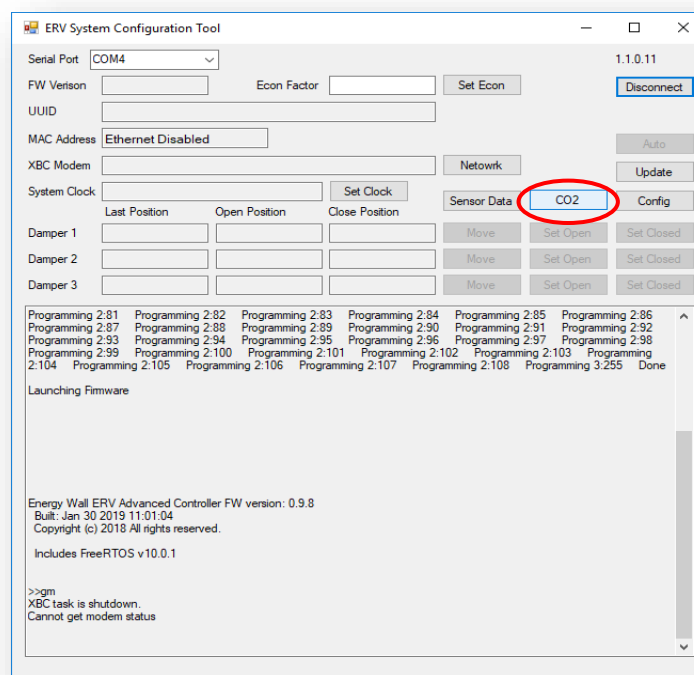 ERV System Configuration Tool
Serial Port COM4 1.1.0.11
FW Verison Econ Factor Set Econ Disconnect
UUID
MAC Address Ethernet Disabled Auto
XBC Modem Netowrk Update
System Clock Set Clock Sensor Data CO2 Config
Last Position Open Position Close Position
Damper 1 Move Set Open Set Closed
Damper 2 Move Set Open Set Closed
Damper 3 Move Set Open Set Closed
Programming 2:81 Programming 2:82 Programming 2:83 Programming 2:84 Programming 2:85 Programming 2:86
Programming 2:87 Programming 2:88 Programming 2:89 Programming 2:90 Programming 2:91 Programming 2:92
Programming 2:93 Programming 2:94 Programming 2:95 Programming 2:96 Programming 2:97 Programming 2:98
Programming 2:99 Programming 2:100 Programming 2:101 Programming 2:102 Programming 2:103 Programming
2:104 Programming 2:105 Programming 2:106 Programming 2:107 Programming 2:108 Programming 3:255 Done
Launching Firmware
Energy Wall ERV Advanced Controller FW version: 0.9.8
Built: Jan 30 2019 11:01:04
Copyright (c) 2018 All rights reserved.
Includes FreeRTOS v10.0.1
>>gm
XBC task is shutdown.
Cannot get modem status